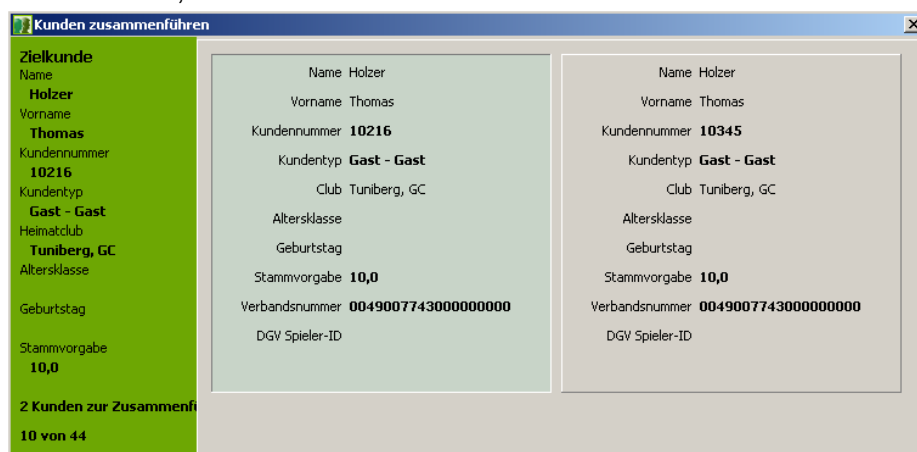 Kunden zusammenführen
Zielkunde
Name
Holzer
Vorname
Thomas
Kundennummer
10216
Kundentyp
Gast - Gast
Heimatclub
Tuniberg, GC
Altersklasse
Geburtstag
Stammvorgabe
10,0
2 Kunden zur
10 von 44
Name Holzer
Vorname Thomas
Kundennummer 10216
Kundentyp Gast - Gast
Club Tuniberg, GC
Altersklasse
Geburtstag
Stammvorgabe 10,0
Verbandsnummer 0049007743000000000
DGV Spieler-ID
Name Holzer
Vorname Thomas
Kundennummer 10345
Kundentyp Gast - Gast
Club Tuniberg, GC
Altersklasse
Geburtstag
Stammvorgabe 10,0
Verbandsnummer 0049007743000000000
DGV Spieler-ID